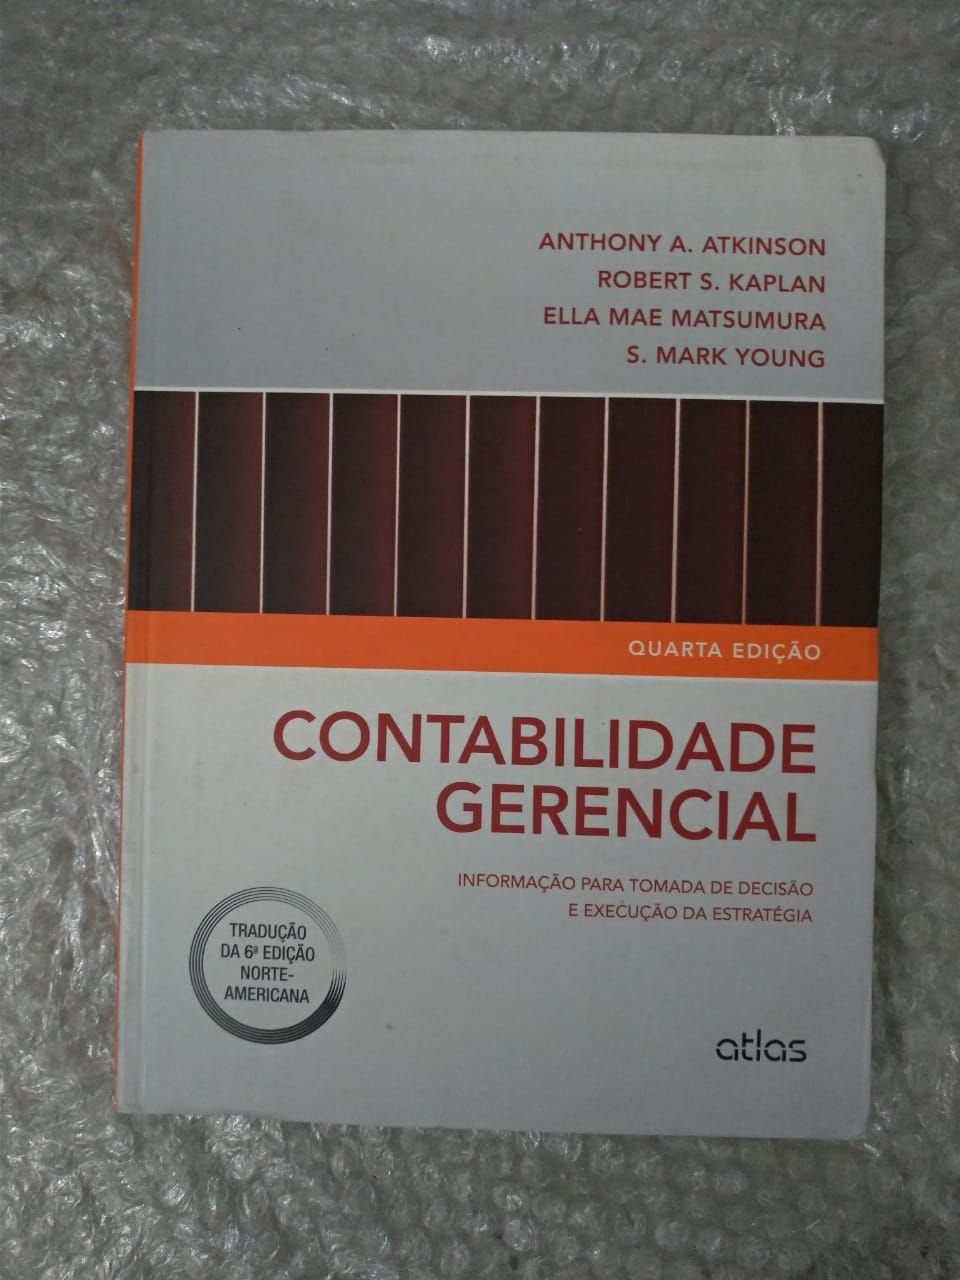 ANTHONY A. ATKINSON
ROBERT S. KAPLAN
ELLA MAE MATSUMURA
S. MARK YOUNG
QUARTA EDIÇÃO
CONTABILIDADE
GERENCIAL
INFORMAÇÃO PARA TOMADA DE DECISÃO
E EXECUÇÃO DA ESTRATÉGIA
TRADUÇÃO
DA 6ª EDIÇÃO
NORTE-
AMERICANA
atlas